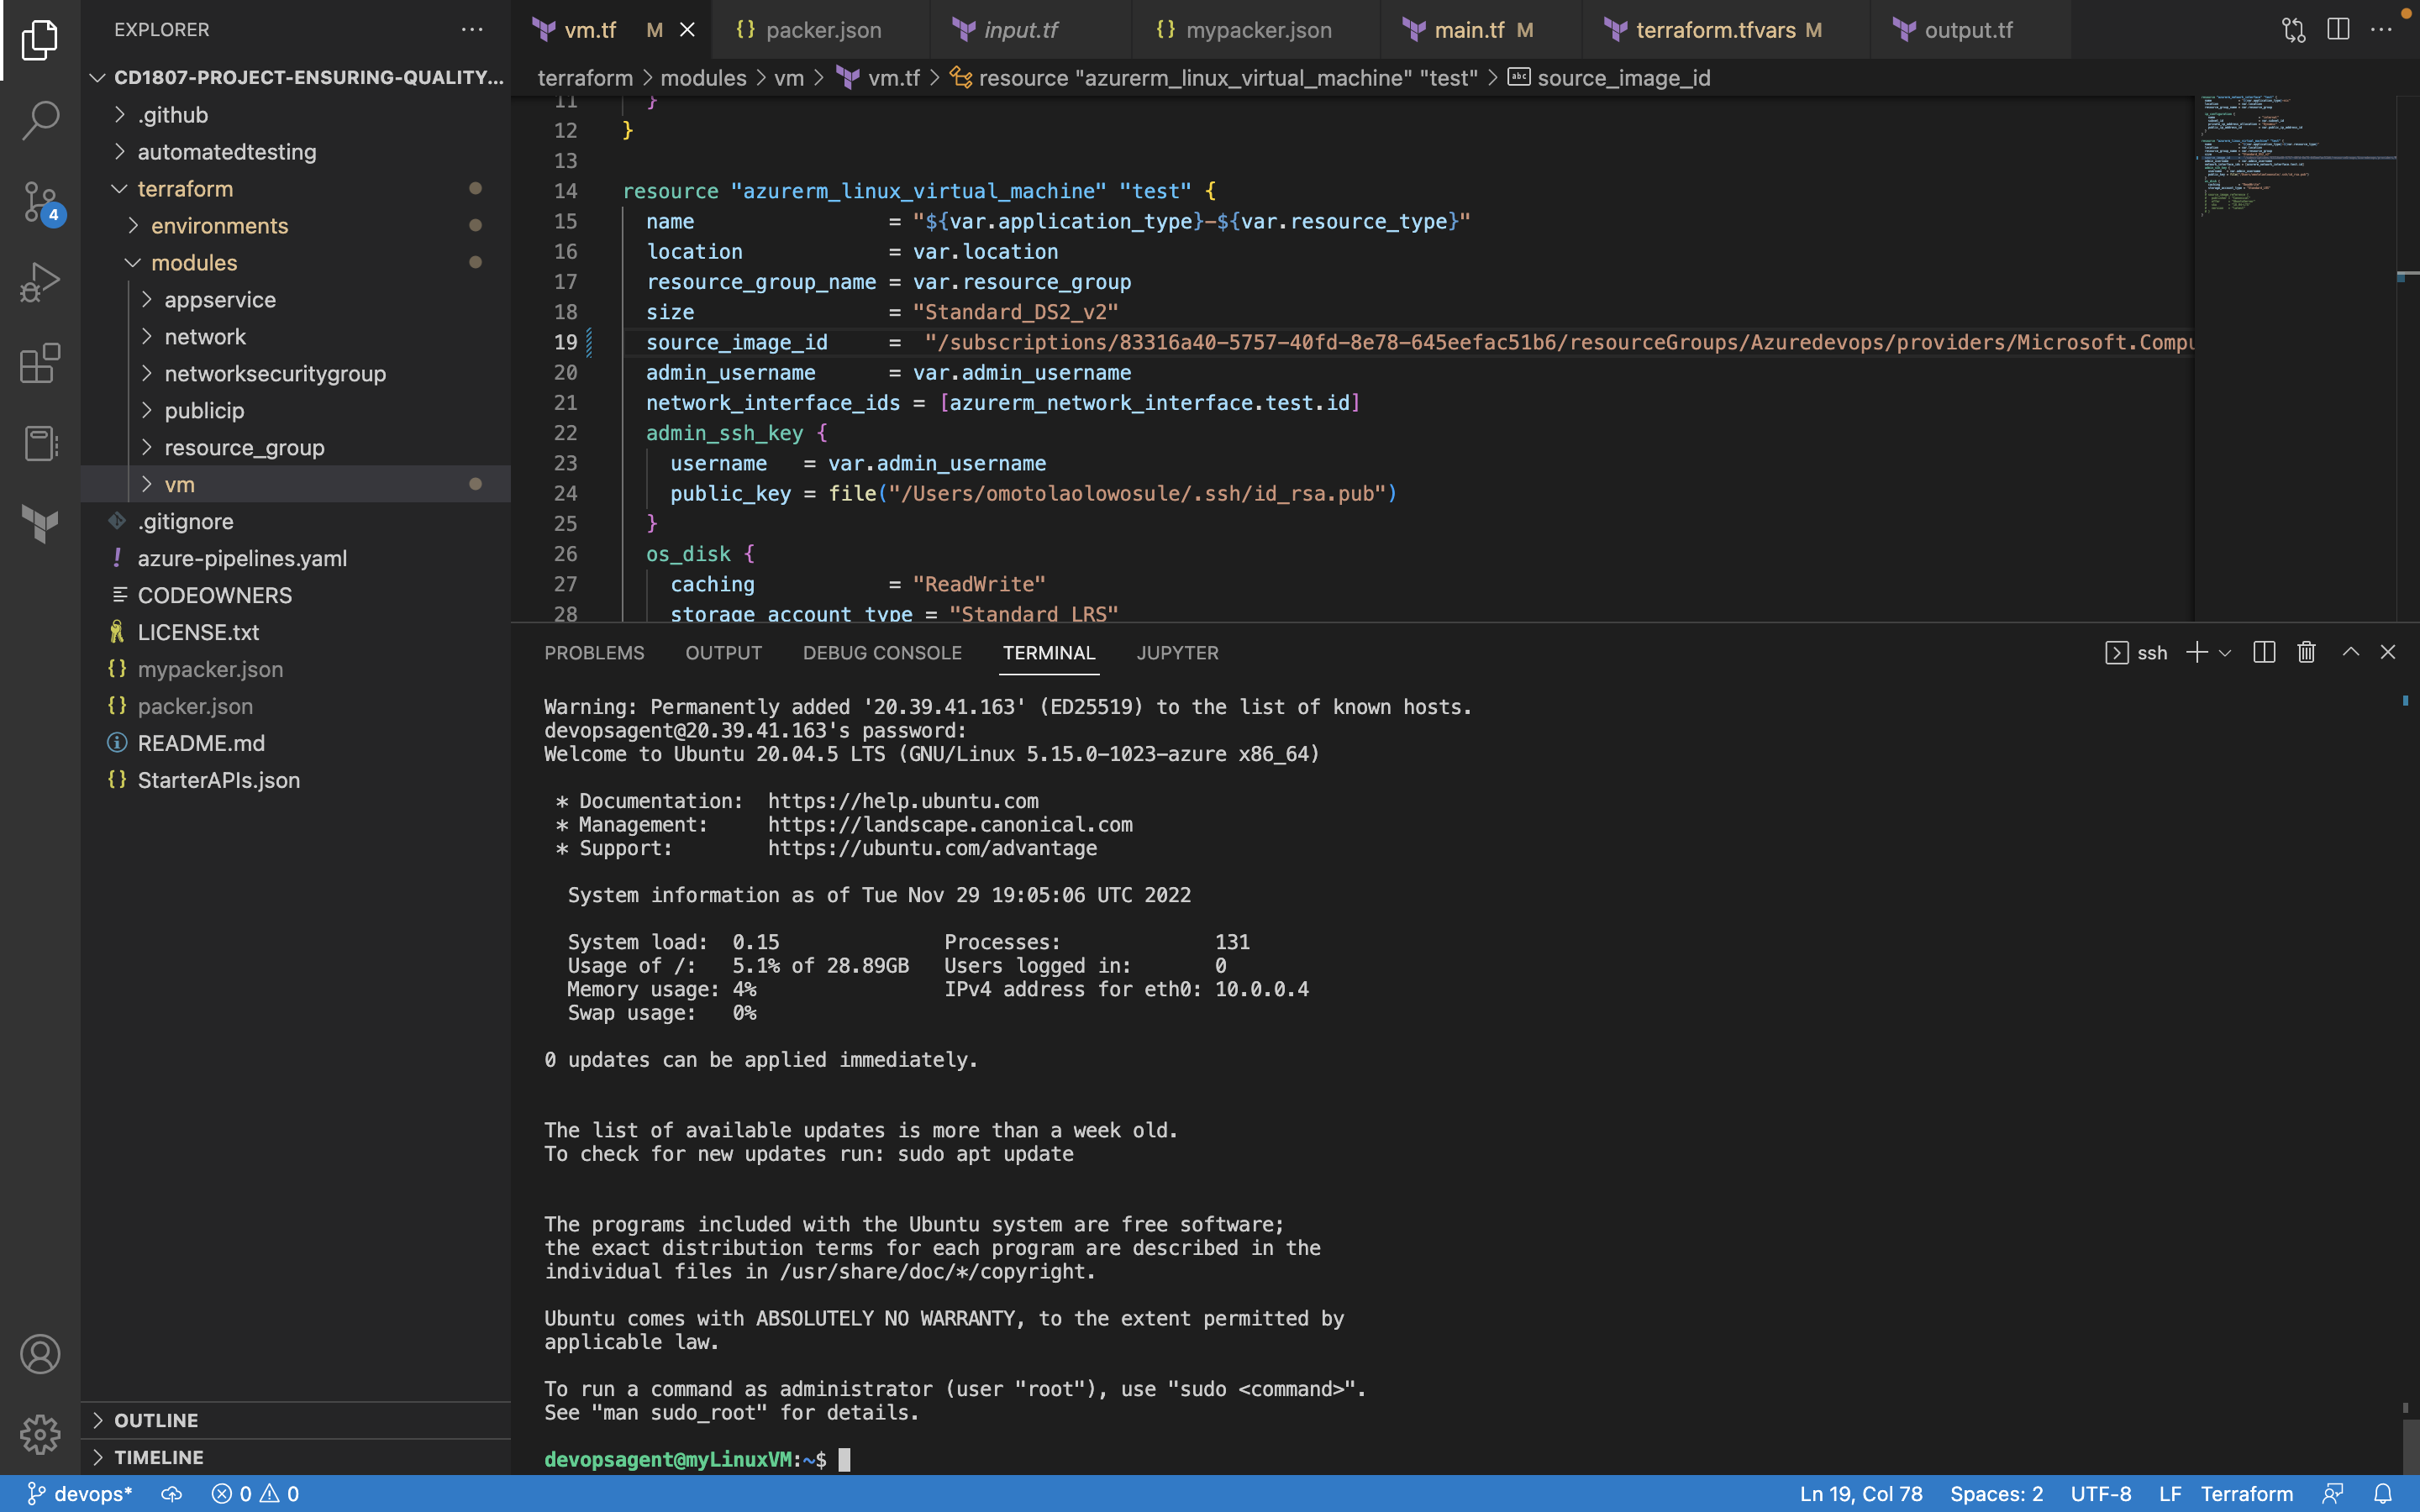 EXPLORER
CD1807-PROJECT-ENSURING-QUALITY...
.github
automatedtesting
terraform
environments
modules
appservice
network
networksecuritygroup
publicip
resource_group
vm
.gitignore
azure-pipelines.yaml
CODEOWNERS
LICENSE.txt
mypacker.json
packer.json
README.md
StarterAPIs.json
OUTLINE
TIMELINE
4
vm.tf M
packer.json
input.tf
mypacker.json
main.tf M
terraform.tfvars M
output.tf
terraform > modules > vm > vm.tf > resource "azurerm_linux_virtual_machine" "test" > source_image_id
11 }
12 }
13
14 resource "azurerm_linux_virtual_machine" "test" {
15 name = "${var.application_type}-${var.resource_type}"
16 location = var.location
17 resource_group_name = var.resource_group
18 size = "Standard_DS2_v2"
19 source_image_id = "/subscriptions/83316a40-5757-40fd-8e78-645eefac51b6/resourceGroups/Azuredevops/providers/Microsoft.Compu
20 admin_username = var.admin_username
21 network_interface_ids = [azurerm_network_interface.test.id]
22 admin_ssh_key {
23 username = var.admin_username
24 public_key = file("/Users/omotolaolowosule/.ssh/id_rsa.pub")
25 }
26 os_disk {
27 caching = "ReadWrite"
28 storage_account_type = "Standard_LRS"
PROBLEMS OUTPUT DEBUG CONSOLE TERMINAL JUPYTER
ssh
Warning: Permanently added '20.39.41.163' (ED25519) to the list of known hosts.
devopsagent@20.39.41.163's password:
Welcome to Ubuntu 20.04.5 LTS (GNU/Linux 5.15.0-1023-azure x86_64)
* Documentation: https://help.ubuntu.com
* Management: https://landscape.canonical.com
* Support: https://ubuntu.com/advantage
System information as of Tue Nov 29 19:05:06 UTC 2022
System load: 0.15 Processes: 131
Usage of /: 5.1% of 28.89GB Users logged in: 0
Memory usage: 4% IPv4 address for eth0: 10.0.0.4
Swap usage: 0%
0 updates can be applied immediately.
The list of available updates is more than a week old.
To check for new updates run: sudo apt update
The programs included with the Ubuntu system are free software;
the exact distribution terms for each program are described in the
individual files in /usr/share/doc/*/copyright.
Ubuntu comes with ABSOLUTELY NO WARRANTY, to the extent permitted by
applicable law.
To run a command as administrator (user "root"), use "sudo <command>".
See "man sudo_root" for details.
devopsagent@myLinuxVM:~$
devops* 0 0 Ln 19, Col 78 Spaces: 2 UTF-8 LF Terraform